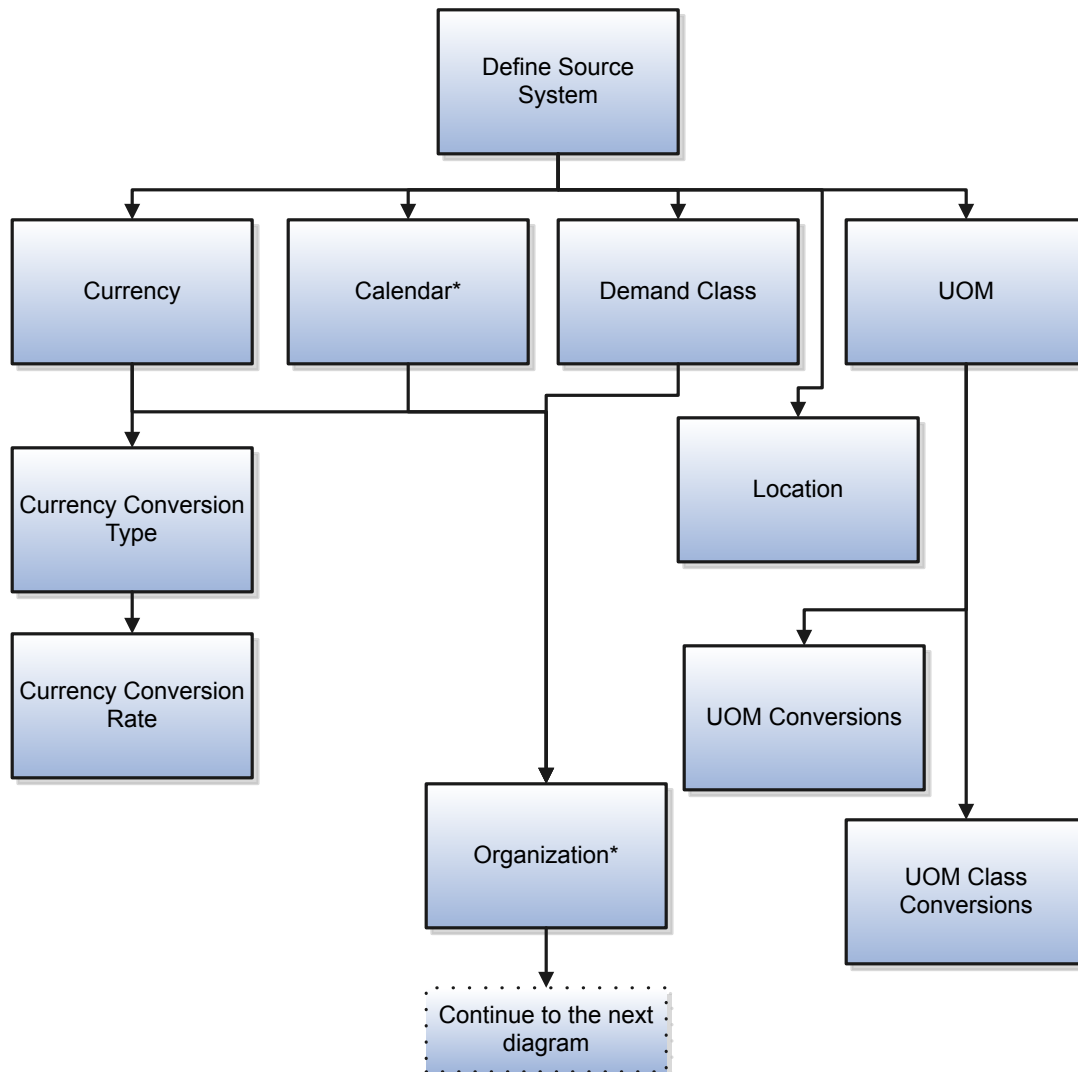 Define Source
System
Currency
Calendar*
Demand Class
UOM
Currency Conversion
Type
Location
Currency Conversion
Rate
UOM Conversions
Organization*
UOM Class
Conversions
Continue to the next
diagram